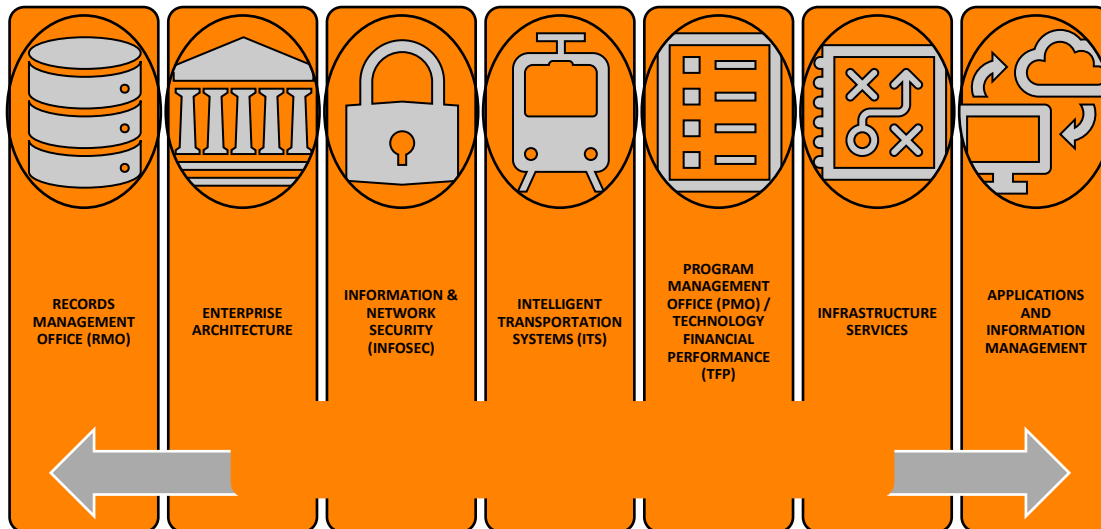 RECORDS
MANAGEMENT
OFFICE (RMO)
ENTERPRISE
ARCHITECTURE
INFORMATION &
NETWORK
SECURITY
(INFOSEC)
INTELLIGENT
TRANSPORTATION
SYSTEMS (ITS)
PROGRAM
MANAGEMENT
OFFICE (PMO) /
TECHNOLOGY
FINANCIAL
PERFORMANCE
(TFP)
INFRASTRUCTURE
SERVICES
APPLICATIONS
AND
INFORMATION
MANAGEMENT